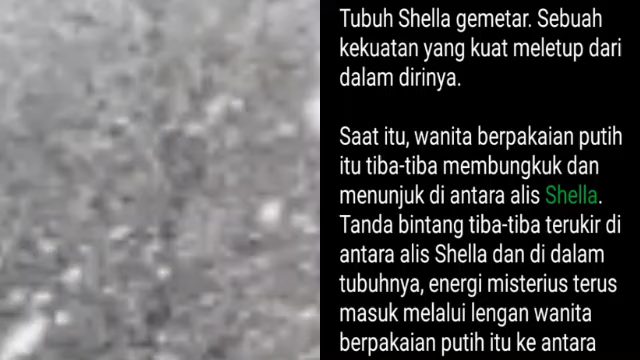 Tubuh Shella gemetar. Sebuah
kekuatan yang kuat meletup dari
dalam dirinya.
Saat itu, wanita berpakaian putih
itu tiba-tiba membungkuk dan
menunjuk di antara alis Shella.
Tanda bintang tiba-tiba terukir di
antara alis Shella dan di dalam
tubuhnya, energi misterius terus
masuk melalui lengan wanita
berpakaian putih itu ke antara